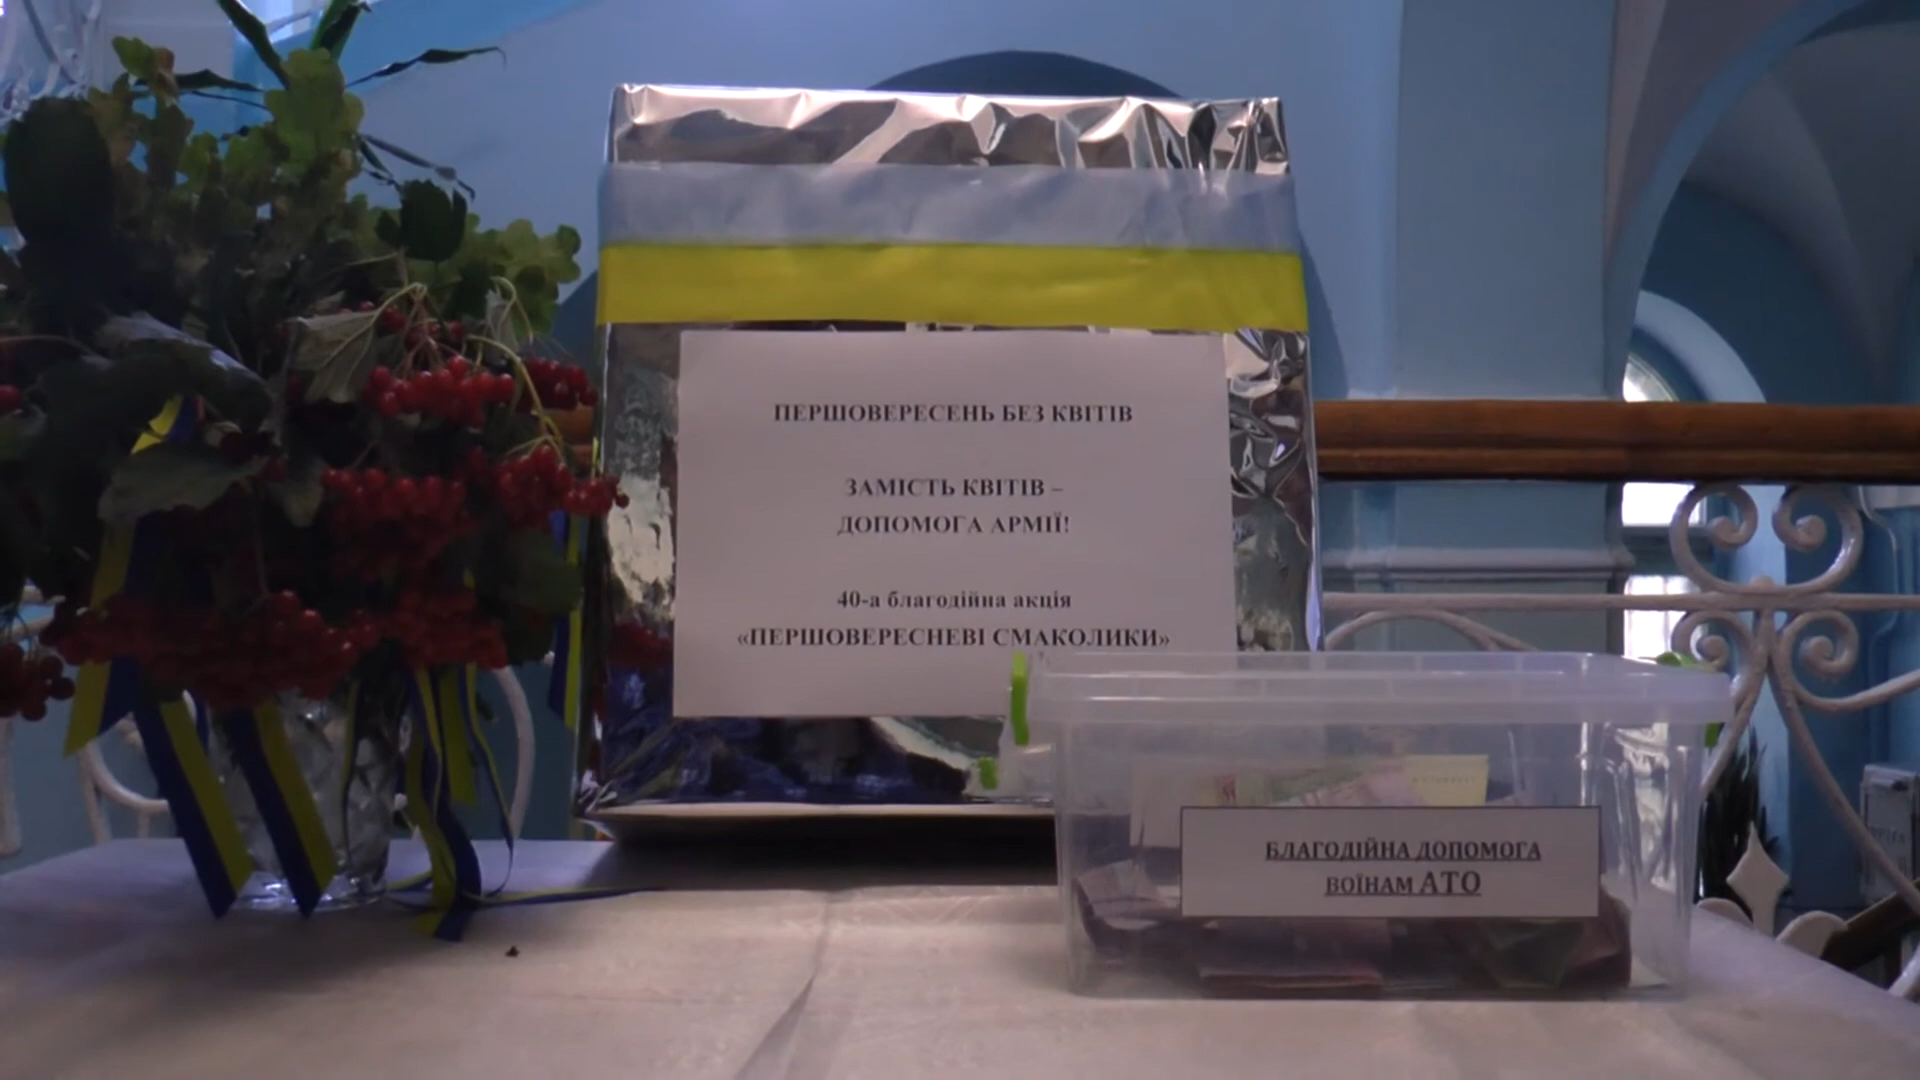 ПЕРШОВЕРЕСЕНЬ БЕЗ КВІТІВ
ЗАМІСТЬ КВІТІВ –
ДОПОМОГА АРМІЇ!
40-а благодійна акція
«ПЕРШОВЕРЕСНЕВІ СМАКОЛИКИ»
БЛАГОДІЙНА ДОПОМОГА
ВОЇНАМ АТО